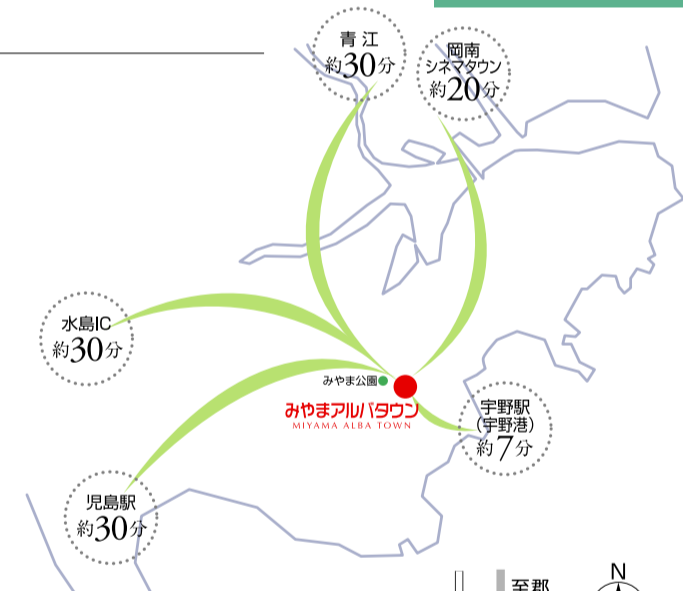 青江
約30分
岡南
シネマタウン
約20分
水島IC
約30分
みやま公園
みやまアルバタウン
MIYAMA ALBA TOWN
宇野駅
(宇野港)
約7分
児島駅
約30分
至郡
N